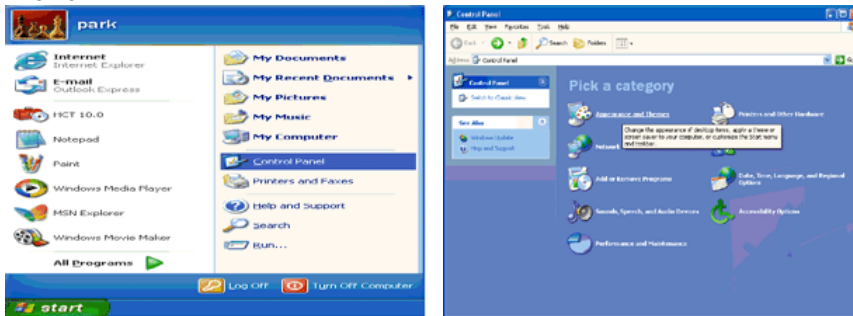 park
Internet
Internet Explorer
E-mail
Outlook Express
HCT 10.0
Notepad
Paint
Windows Media Player
MSN Explorer
Windows Movie Maker
All Programs
My Documents
My Recent Documents
My Pictures
My Music
My Computer
Control Panel
Printers and Faxes
Help and Support
Search
Run...
Log Off
Turn Off Computer
start
Control Panel
File Edit View Favorites Tools Help
Back
Search
Folders
Address
Control Panel
Control Panel
Switch to Classic View
See Also
Windows Update
Help and Support
Pick a category
Appearance and Themes
Printers and Other Hardware
Change the appearance of desktop items, apply a theme or
screen saver to your computer, or customize the Start menu
and taskbar.
Network
Add or Remove Programs
Date, Time, Language, and Regional
Options
Sounds, Speech, and Audio Devices
Accessibility Options
Performance and Maintenance